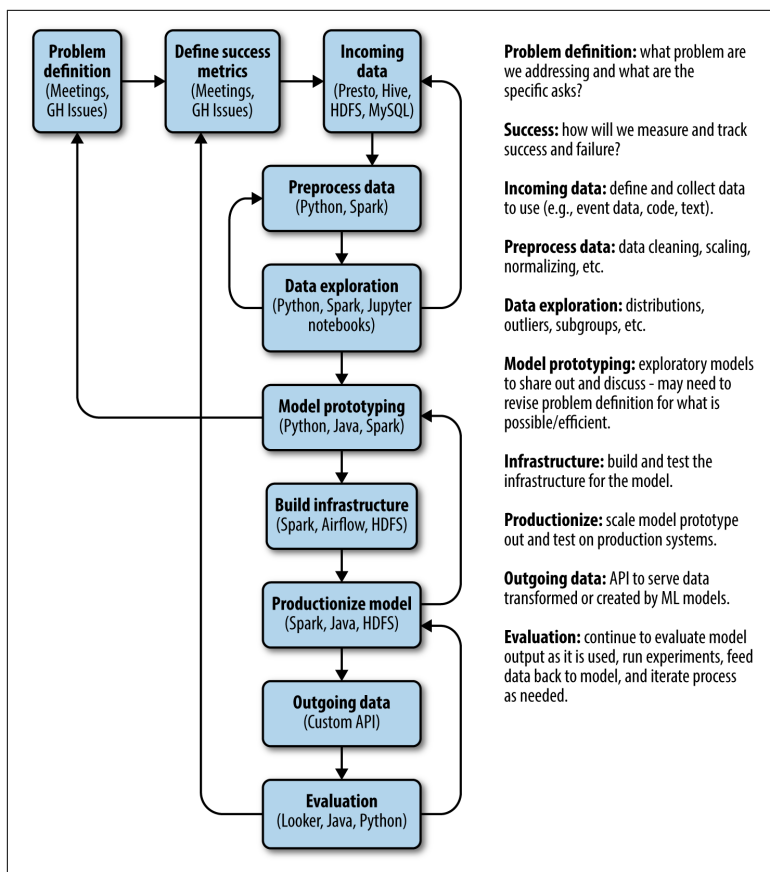 Problem
definition
(Meetings,
GH Issues)
Define success
metrics
(Meetings,
GH Issues)
Incoming
data
(Presto, Hive,
HDFS, MySQL)
Preprocess data
(Python, Spark)
Data exploration
(Python, Spark, Jupyter
notebooks)
Model prototyping
(Python, Java, Spark)
Build infrastructure
(Spark, Airflow, HDFS)
Productionize model
(Spark, Java, HDFS)
Outgoing data
(Custom API)
Evaluation
(Looker, Java, Python)
Problem definition: what problem are
we addressing and what are the
specific asks?
Success: how will we measure and track
success and failure?
Incoming data: define and collect data
to use (e.g., event data, code, text).
Preprocess data: data cleaning, scaling,
normalizing, etc.
Data exploration: distributions,
outliers, subgroups, etc.
Model prototyping: exploratory models
to share out and discuss - may need to
revise problem definition for what is
possible/efficient.
Infrastructure: build and test the
infrastructure for the model.
Productionize: scale model prototype
out and test on production systems.
Outgoing data: API to serve data
transformed or created by ML models.
Evaluation: continue to evaluate model
output as it is used, run experiments, feed
data back to model, and iterate process
as needed.